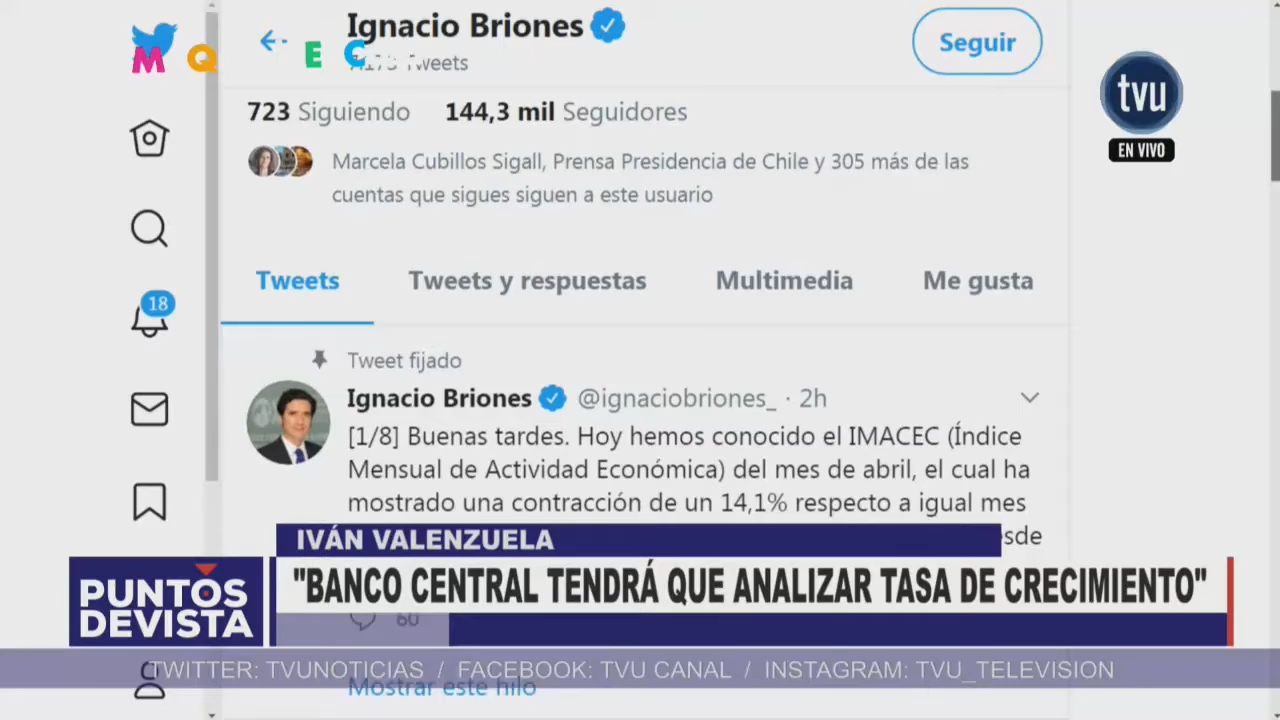 Ignacio Briones
Tweets
Seguir
M Q E C
tvu
EN VIVO
723 Siguiendo 144,3 mil Seguidores
Marcela Cubillos Sigall, Prensa Presidencia de Chile y 305 más de las
cuentas que sigues siguen a este usuario
18
Tweets Tweets y respuestas Multimedia Me gusta
Tweet fijado
Ignacio Briones @ignaciobriones_ · 2h
[1/8] Buenas tardes. Hoy hemos conocido el IMACEC (Índice
Mensual de Actividad Económica) del mes de abril, el cual ha
mostrado una contracción de un 14,1% respecto a igual mes
IVÁN VALENZUELA
"BANCO CENTRAL TENDRÁ QUE ANALIZAR TASA DE CRECIMIENTO"
PUNTOS
DEVISTA
60
TWITTER: TVUNOTICIAS / FACEBOOK: TVU CANAL / INSTAGRAM: TVU_TELEVISION
Mostrar este hilo